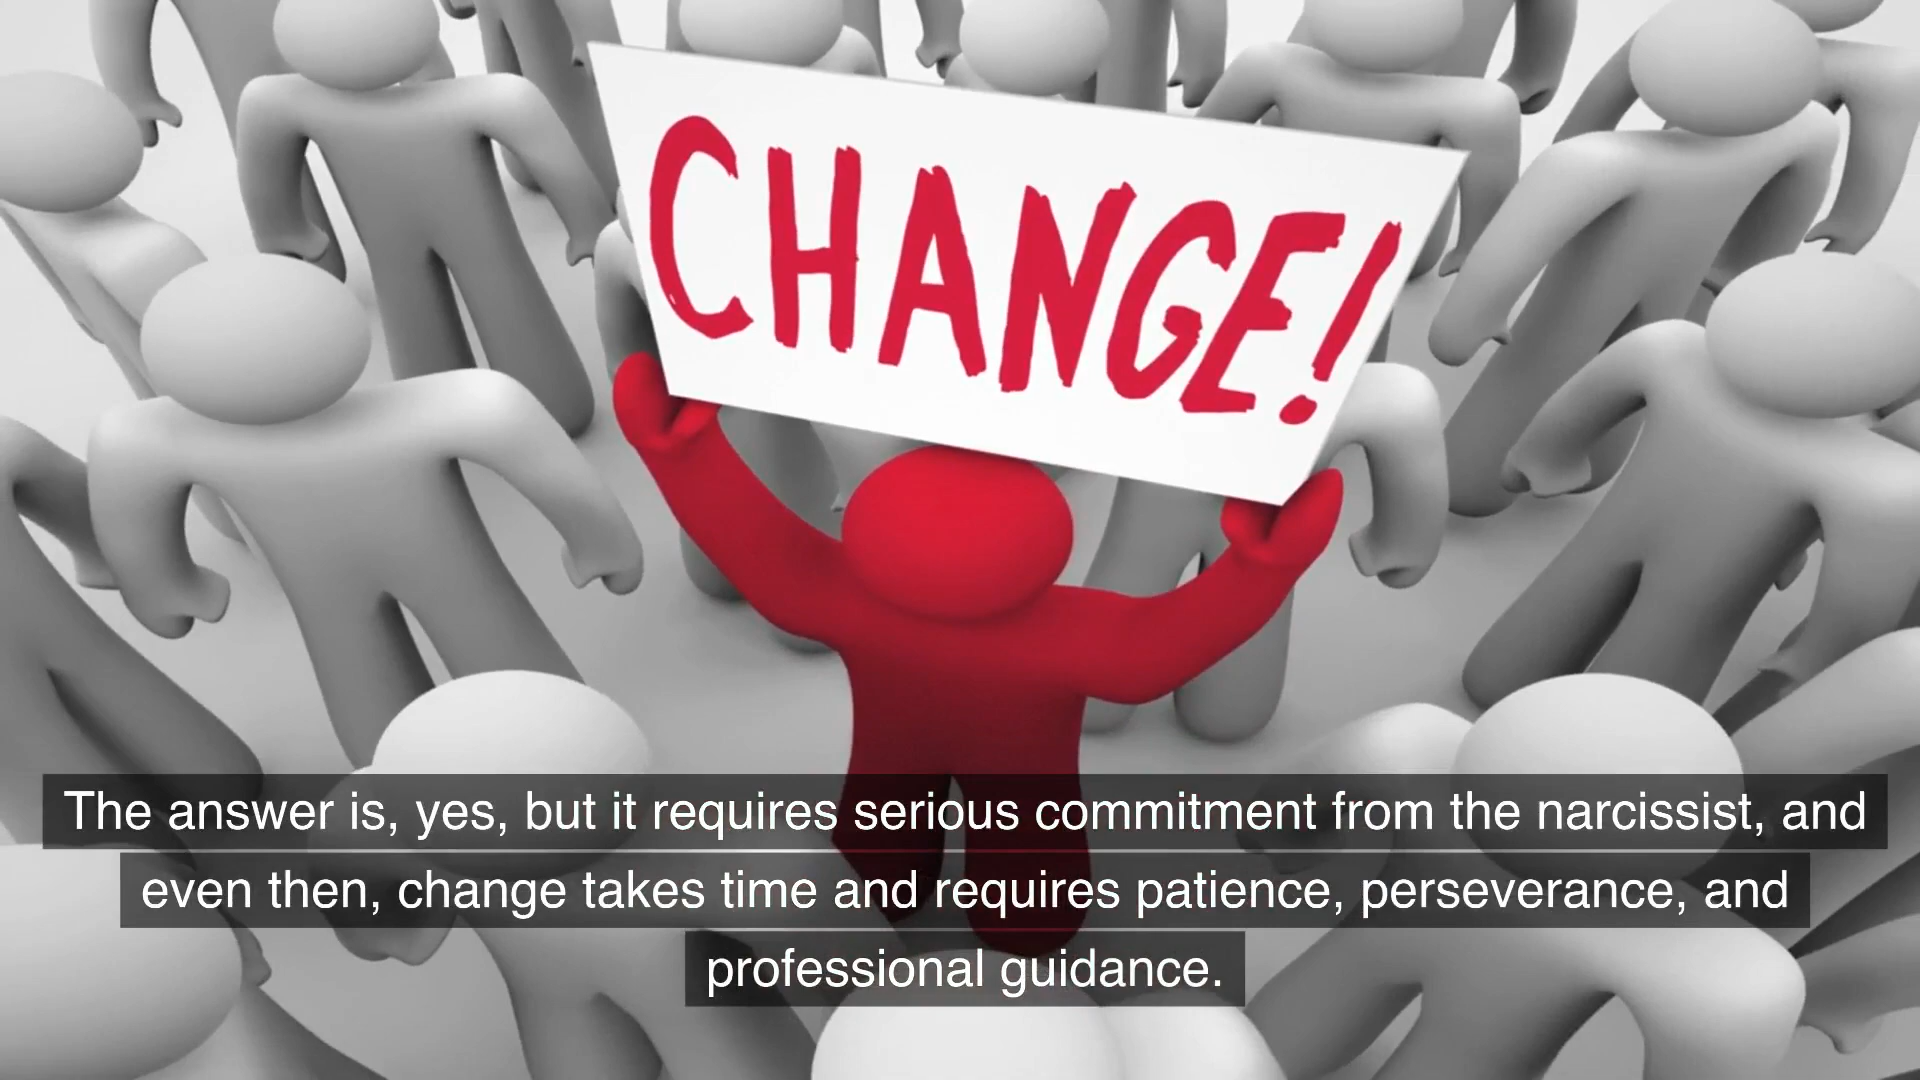 CHANGE!
The answer is, yes, but it requires serious commitment from the narcissist, and
even then, change takes time and requires patience, perseverance, and
professional guidance.